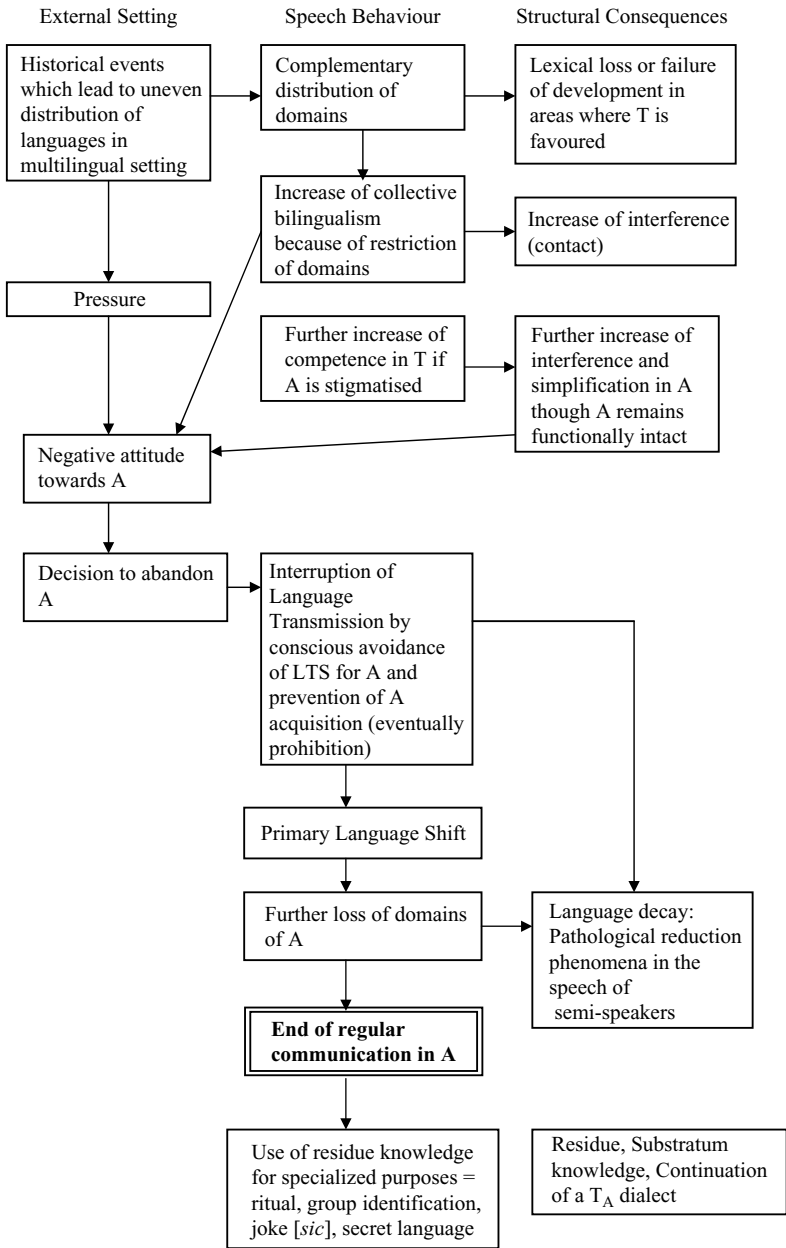 External Setting
Speech Behaviour
Structural Consequences
Historical events
which lead to uneven
distribution of
languages in
multilingual setting
Complementary
distribution of
domains
Lexical loss or failure
of development in
areas where T is
favoured
Increase of collective
bilingualism
because of restriction
of domains
Increase of interference
(contact)
Pressure
Further increase of
competence in T if
A is stigmatised
Further increase of
interference and
simplification in A
though A remains
functionally intact
Negative attitude
towards A
Decision to abandon
A
Interruption of
Language
Transmission by
conscious avoidance
of LTS for A and
prevention of A
acquisition (eventually
prohibition)
Primary Language Shift
Further loss of domains
of A
Language decay:
Pathological reduction
phenomena in the
speech of
semi-speakers
End of regular
communication in A
Use of residue knowledge
for specialized purposes =
ritual, group identification,
joke [sic], secret language
Residue, Substratum
knowledge, Continuation
of a TA dialect